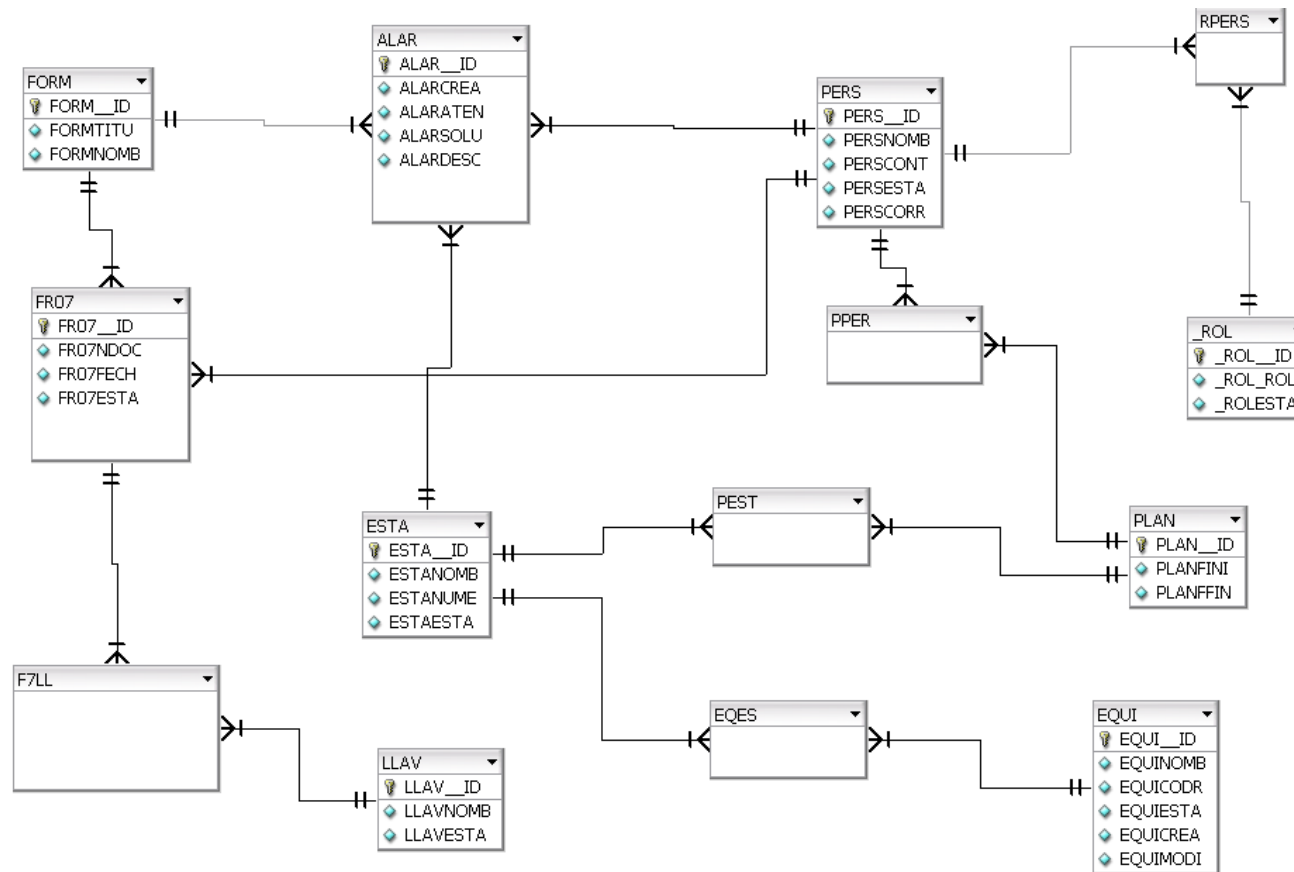 RPERS
ALAR
ALAR__ID
ALARCREA
ALARATEN
ALARSOLU
ALARDESC
FORM
FORM__ID
FORMTITU
FORMNOMB
PERS
PERS__ID
PERSNOMB
PERSCONT
PERSESTA
PERSCORR
FR07
FR07__ID
FR07NDOC
FR07FECH
FR07ESTA
PPER
_ROL
_ROL__ID
_ROL_ROL
_ROLESTA
ESTA
ESTA__ID
ESTANOMB
ESTANUME
ESTAESTA
PEST
PLAN
PLAN__ID
PLANFINI
PLANFFIN
F7LL
EQES
EQUI
EQUI__ID
EQUINOMB
EQUICODR
EQUIESTA
EQUICREA
EQUIMODI
LLAV
LLAV__ID
LLAVNOMB
LLAVESTA